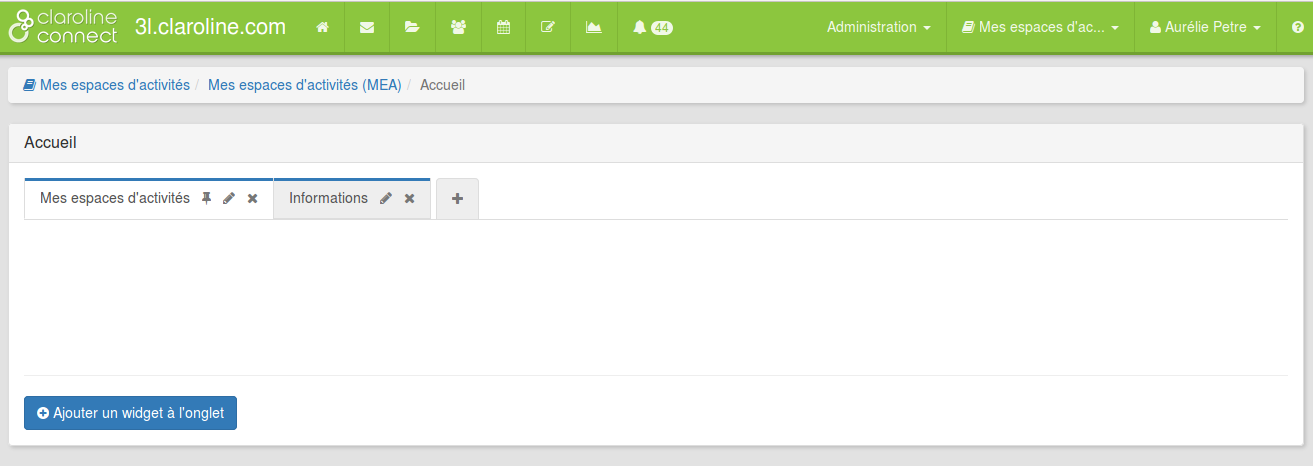 claroline connect 3l.claroline.com 44 Administration Mes espaces d'ac... Aurélie Petre
Mes espaces d'activités / Mes espaces d'activités (MEA) / Accueil
Accueil
Mes espaces d'activités Informations
Ajouter un widget à l'onglet